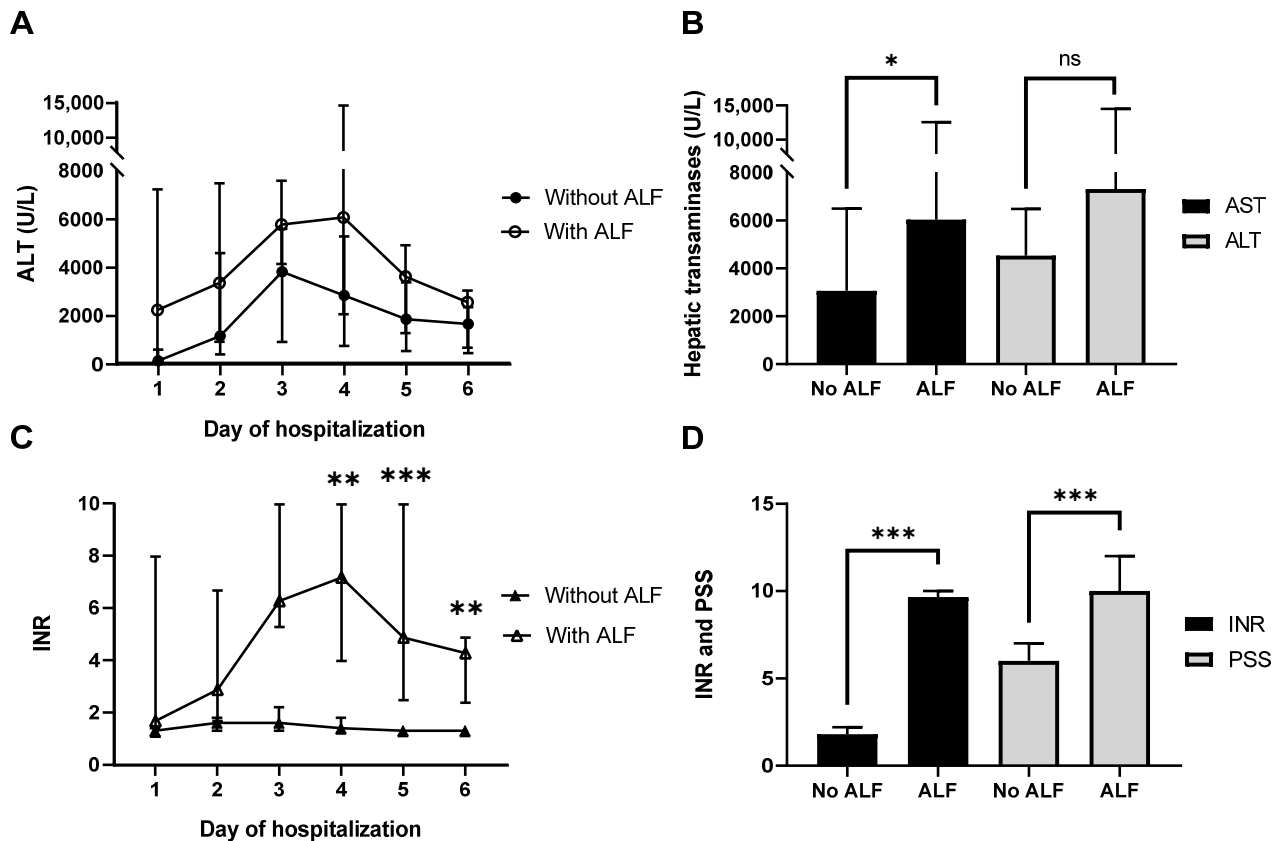 A
ALT (U/L)
15,000
10,000
8000
6000
4000
2000
0
1 2 3 4 5 6
Day of hospitalization
Without ALF
With ALF
B
Hepatic transaminases (U/L)
15,000
10,000
8000
6000
4000
2000
0
*
ns
No ALF ALF No ALF ALF
AST
ALT
C
INR
10
8
6
4
2
0
**
***
**
1 2 3 4 5 6
Day of hospitalization
Without ALF
With ALF
D
INR and PSS
15
10
5
0
***
***
No ALF ALF No ALF ALF
INR
PSS